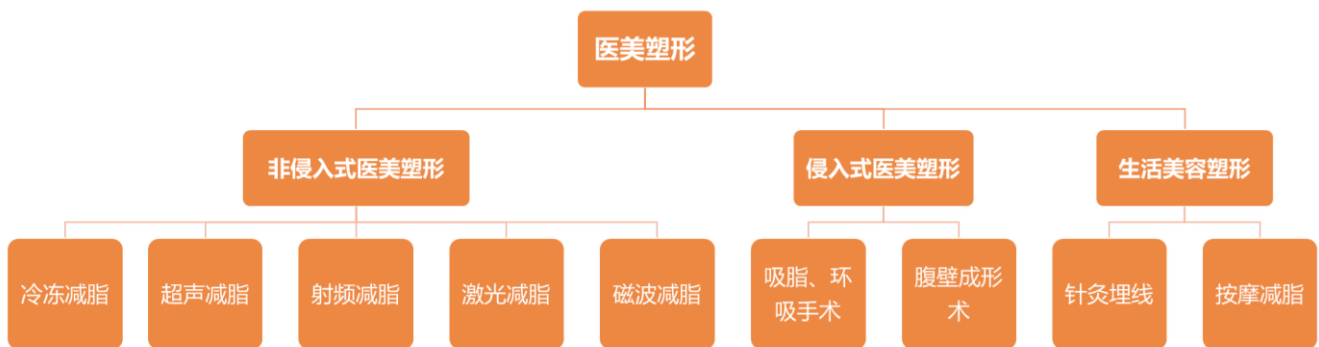 医美塑形
非侵入式医美塑形
侵入式医美塑形
生活美容塑形
冷冻减脂
超声减脂
射频减脂
激光减脂
磁波减脂
吸脂、环
吸手术
腹壁成形
术
针灸埋线
按摩减脂